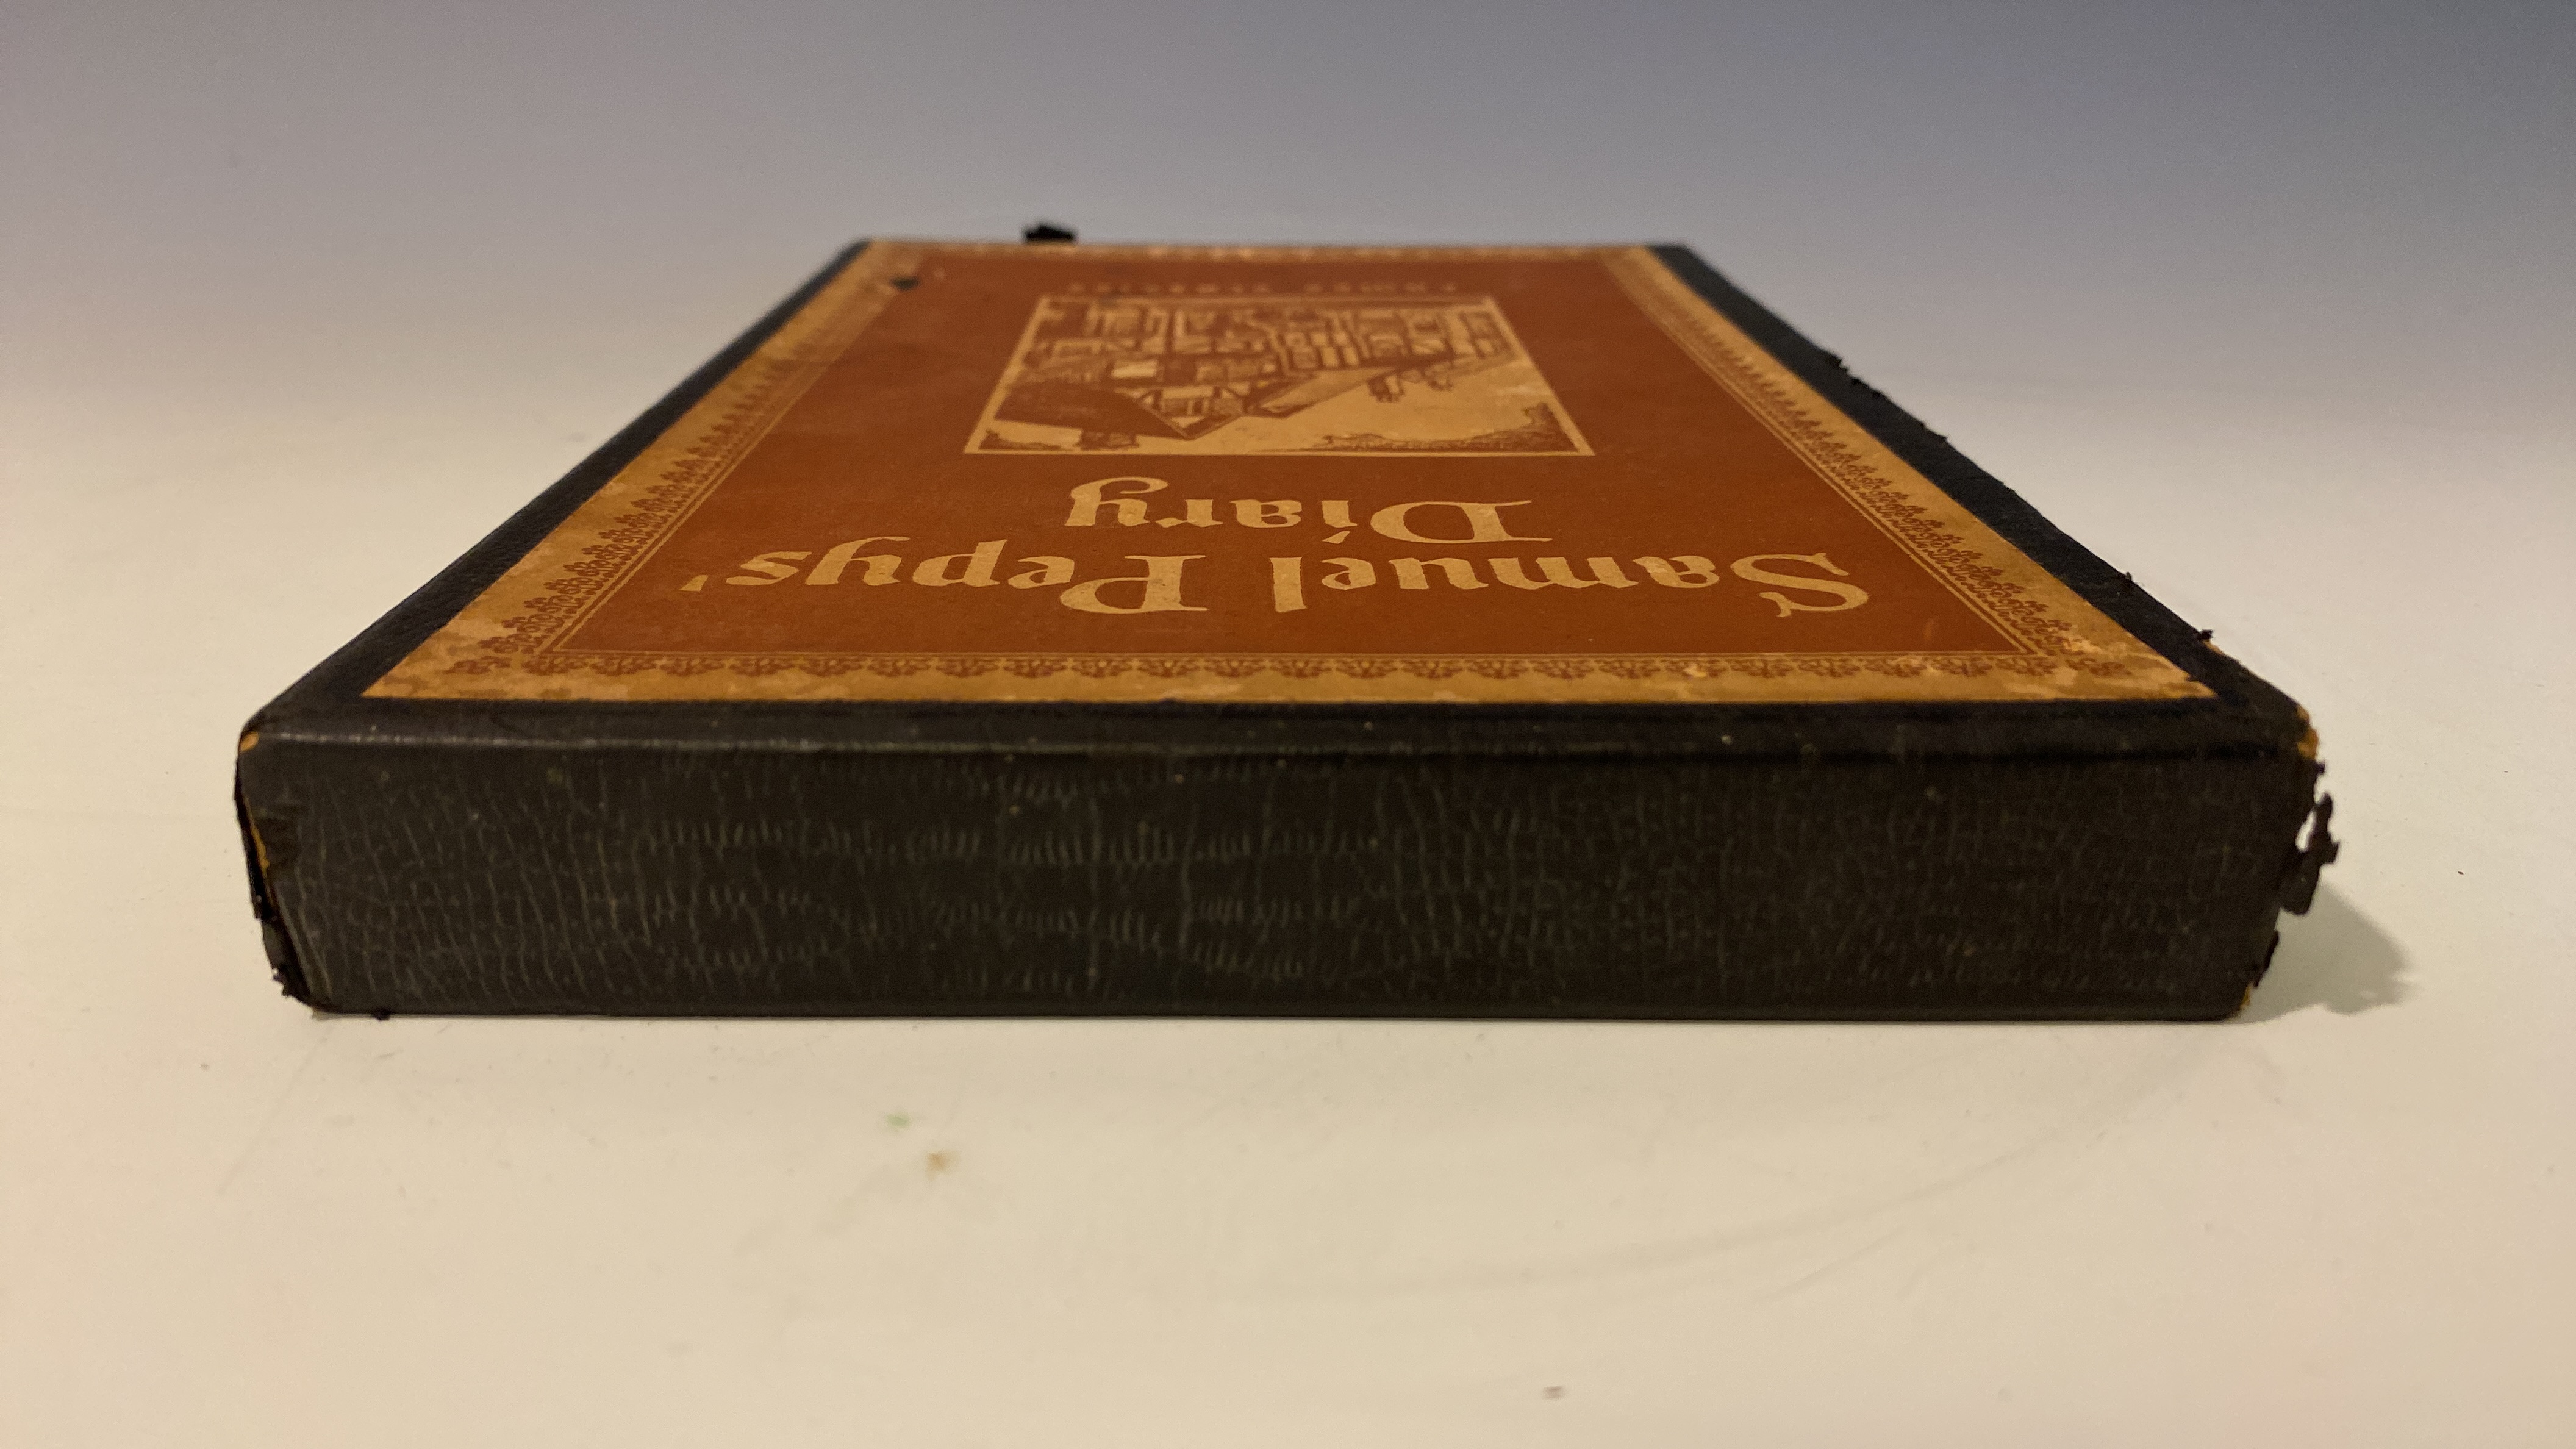 Samuel Pepys'
Diary